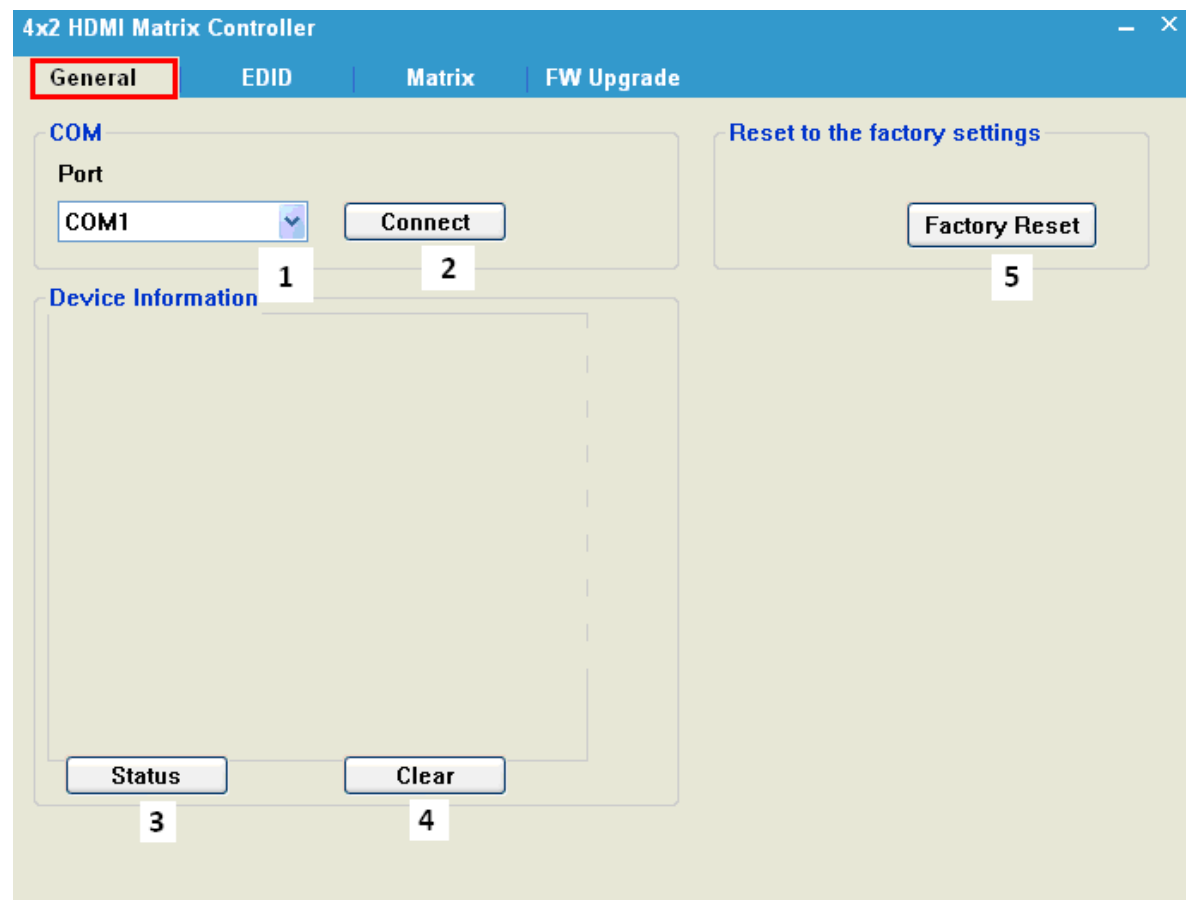 4x2 HDMI Matrix Controller
General EDID Matrix FW Upgrade
COM
Port
COM1 Connect
1 2
Reset to the factory settings
Factory Reset
5
Device Information
Status Clear
3 4